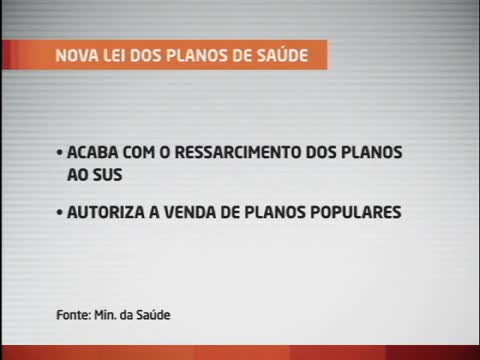 NOVA LEI DOS PLANOS DE SAÚDE
• ACABA COM O RESSARCIMENTO DOS PLANOS
AO SUS
• AUTORIZA A VENDA DE PLANOS POPULARES
Fonte: Min. da Saúde